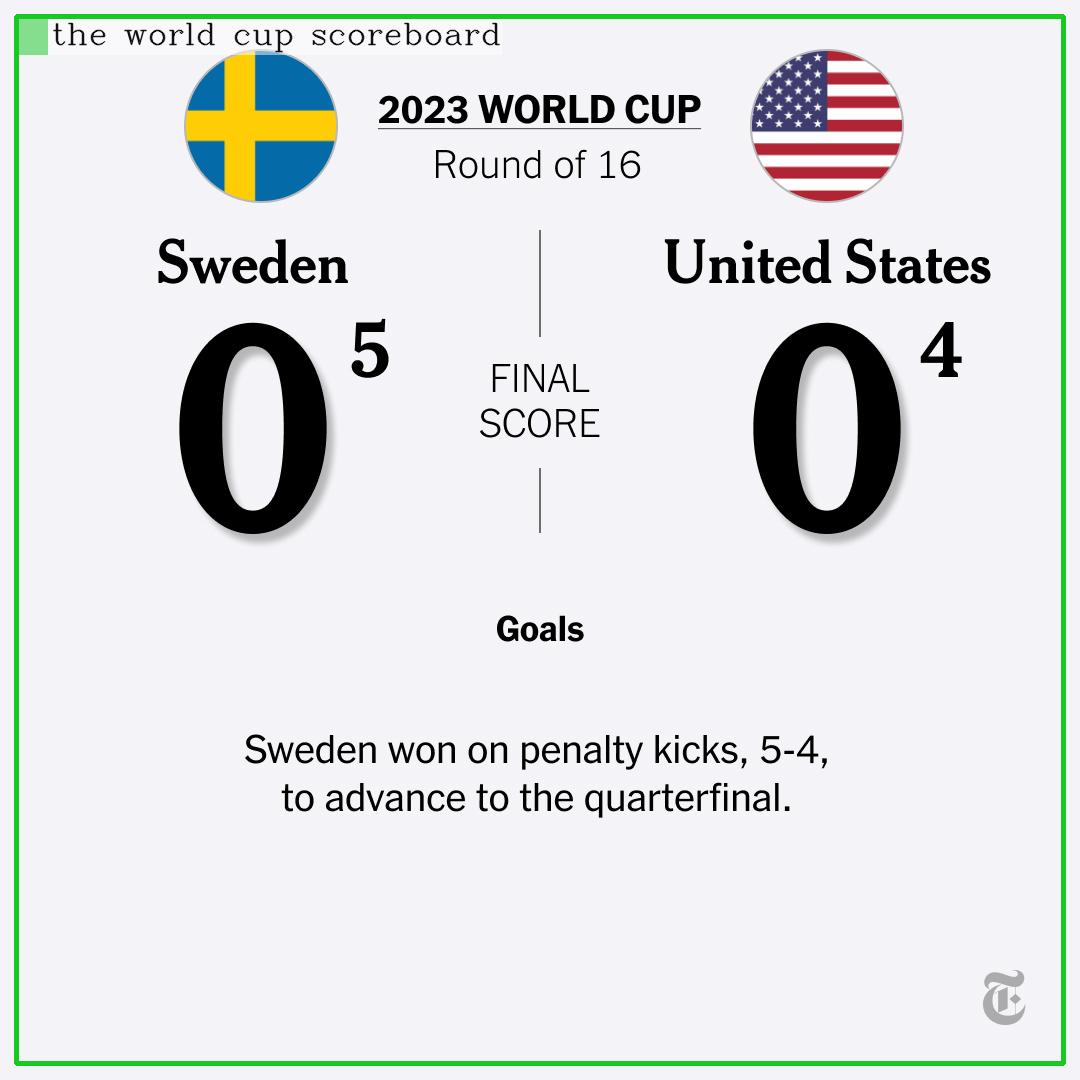 the world cup scoreboard
2023 WORLD CUP
Round of 16
Sweden
United States
0 5
0 4
FINAL
SCORE
Goals
Sweden won on penalty kicks, 5-4,
to advance to the quarterfinal.
T